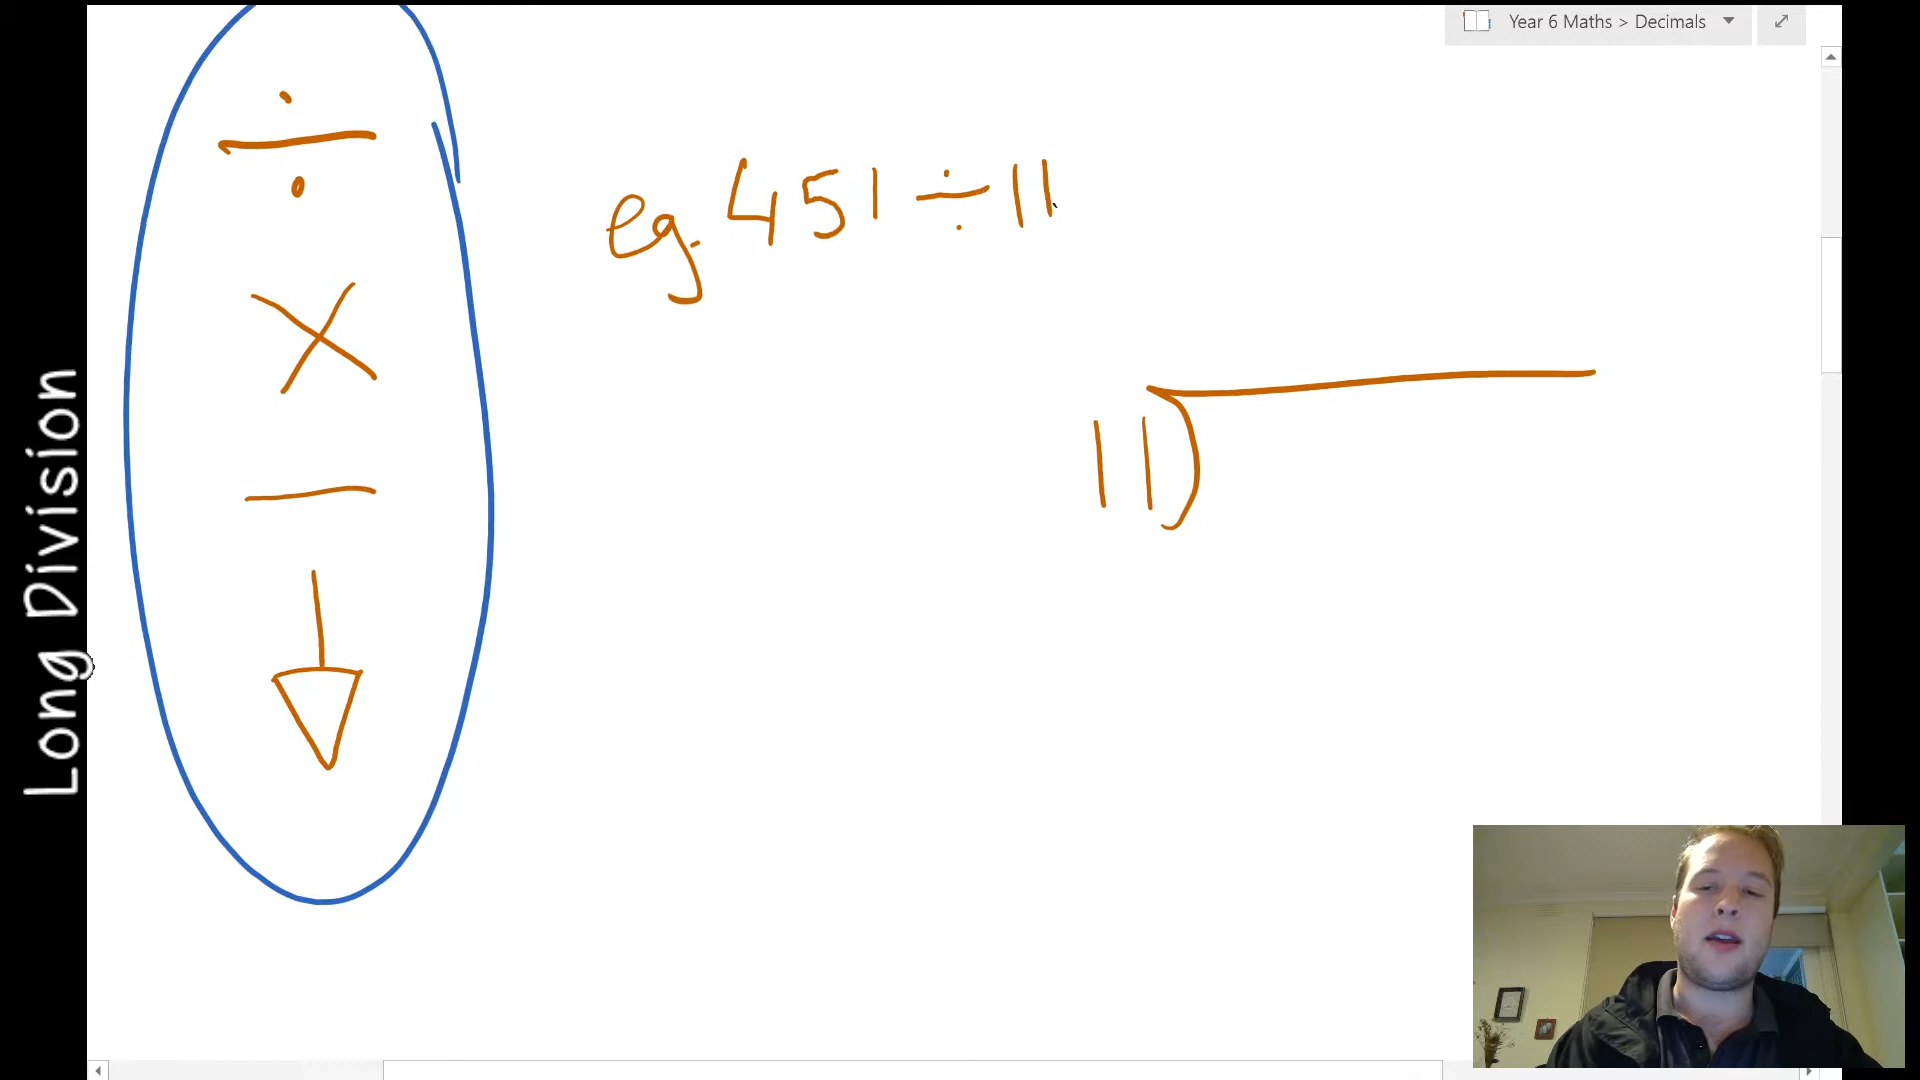 Year 6 Maths > Decimals
÷
×
−
eg. 451 ÷ 11
11)
Long Division